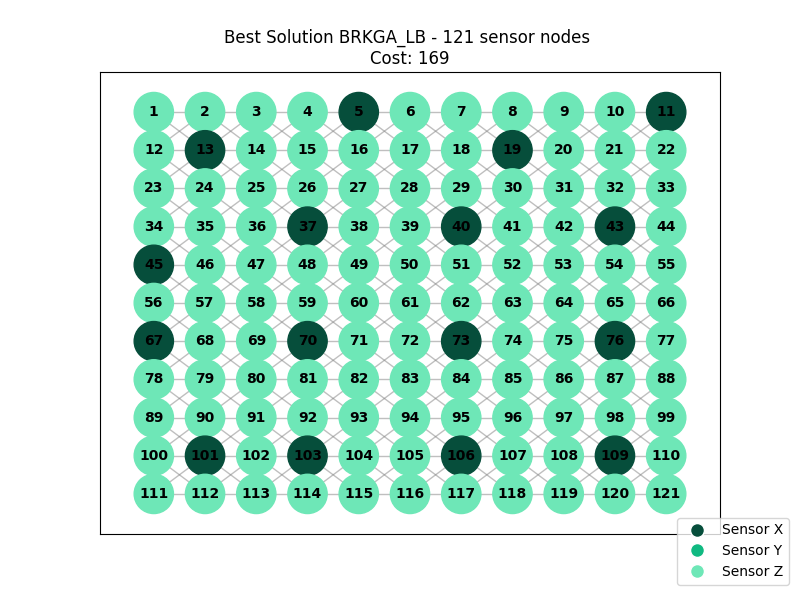 Best Solution BRKGA_LB - 121 sensor nodes
Cost: 169
1 2 3 4 5 6 7 8 9 10 11
12 13 14 15 16 17 18 19 20 21 22
23 24 25 26 27 28 29 30 31 32 33
34 35 36 37 38 39 40 41 42 43 44
45 46 47 48 49 50 51 52 53 54 55
56 57 58 59 60 61 62 63 64 65 66
67 68 69 70 71 72 73 74 75 76 77
78 79 80 81 82 83 84 85 86 87 88
89 90 91 92 93 94 95 96 97 98 99
100 101 102 103 104 105 106 107 108 109 110
111 112 113 114 115 116 117 118 119 120 121
Sensor X
Sensor Y
Sensor Z